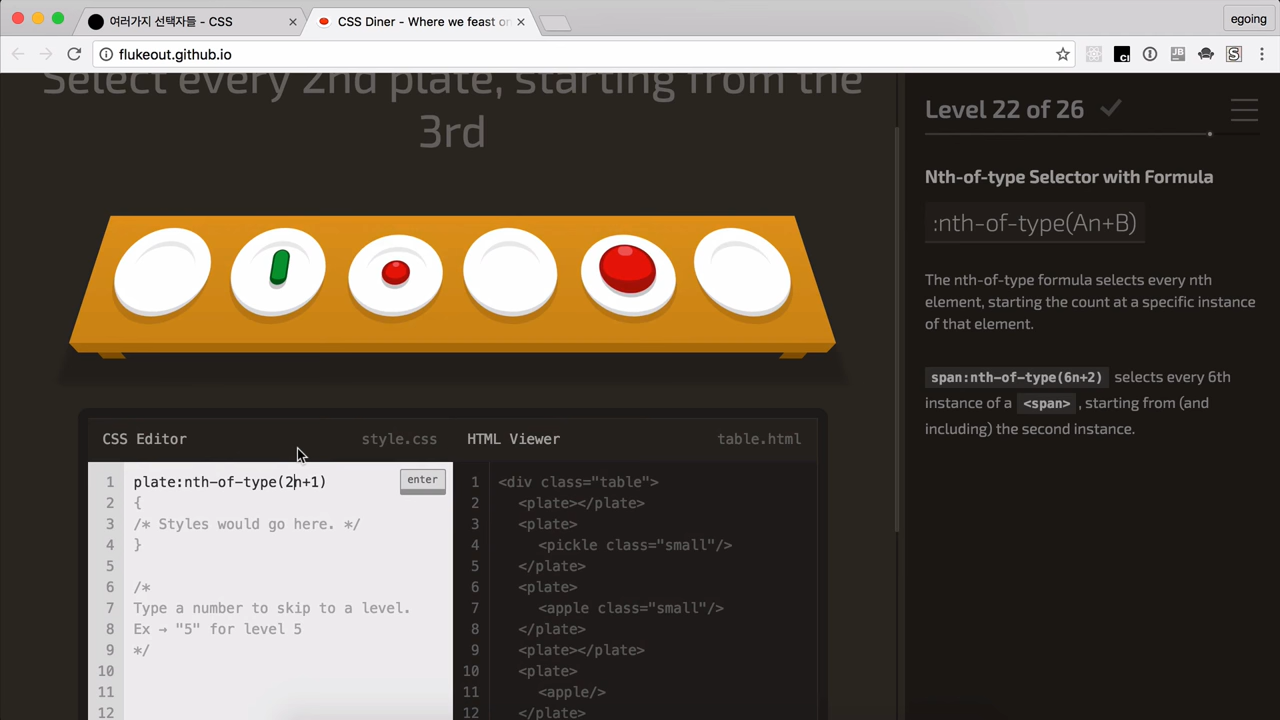 여러가지 선택자들 - CSS
CSS Diner - Where we feast on
egoing
flukeout.github.io
Select every 2nd plate, starting from the
3rd
Level 22 of 26
Nth-of-type Selector with Formula
:nth-of-type(An+B)
The nth-of-type formula selects every nth
element, starting the count at a specific instance
of that element.
span:nth-of-type(6n+2) selects every 6th
instance of a <span> , starting from (and
including) the second instance.
CSS Editor style.css
1 plate:nth-of-type(2n+1)
enter
2 {
3 /* Styles would go here. */
4 }
5
6 /*
7 Type a number to skip to a level.
8 Ex → "5" for level 5
9 */
10
11
12
HTML Viewer table.html
1 <div class="table">
2 <plate></plate>
3 <plate>
4 <pickle class="small"/>
5 </plate>
6 <plate>
7 <apple class="small"/>
8 </plate>
9 <plate></plate>
10 <plate>
11 <apple/>
12 </plate>